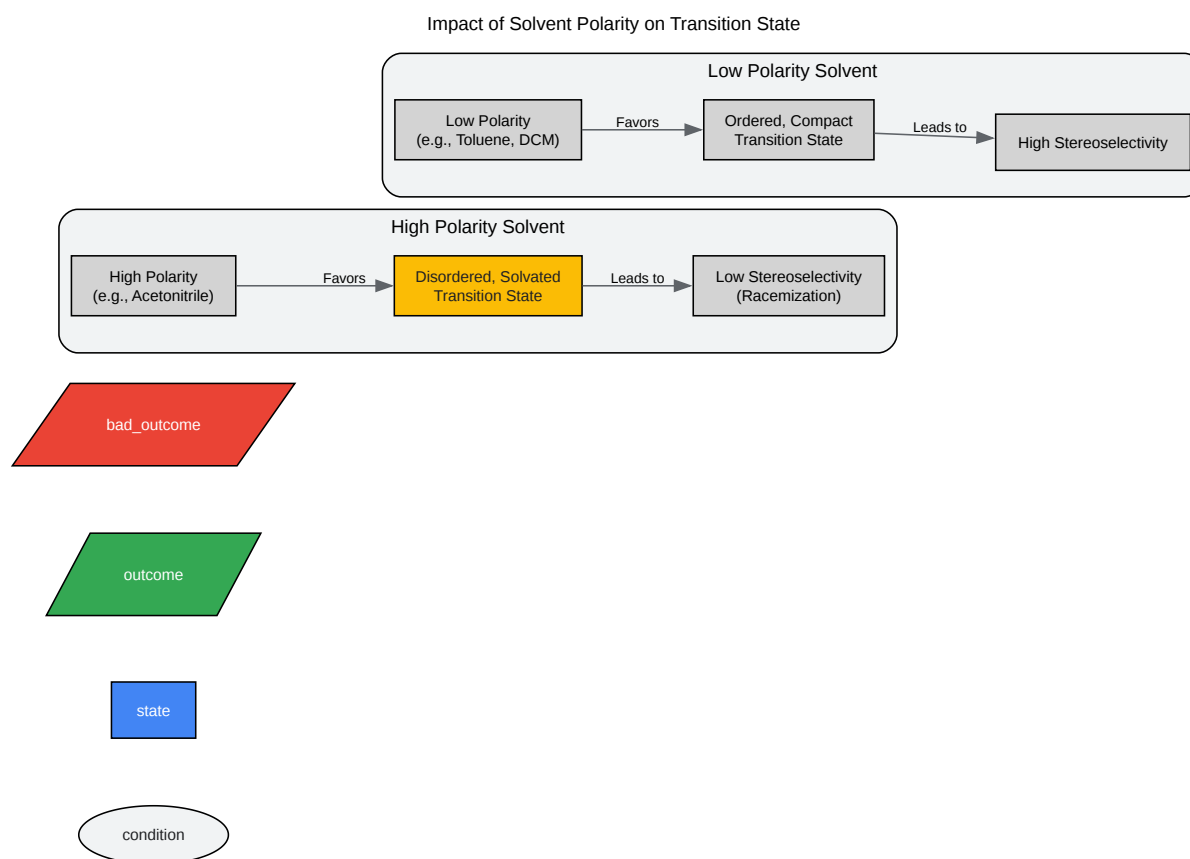 Impact of Solvent Polarity on Transition State
Low Polarity Solvent
Low Polarity
(e.g., Toluene, DCM)
Favors
Ordered, Compact
Transition State
Leads to
High Stereoselectivity
High Polarity Solvent
High Polarity
(e.g., Acetonitrile)
Favors
Disordered, Solvated
Transition State
Leads to
Low Stereoselectivity
(Racemization)
bad_outcome
outcome
state
condition